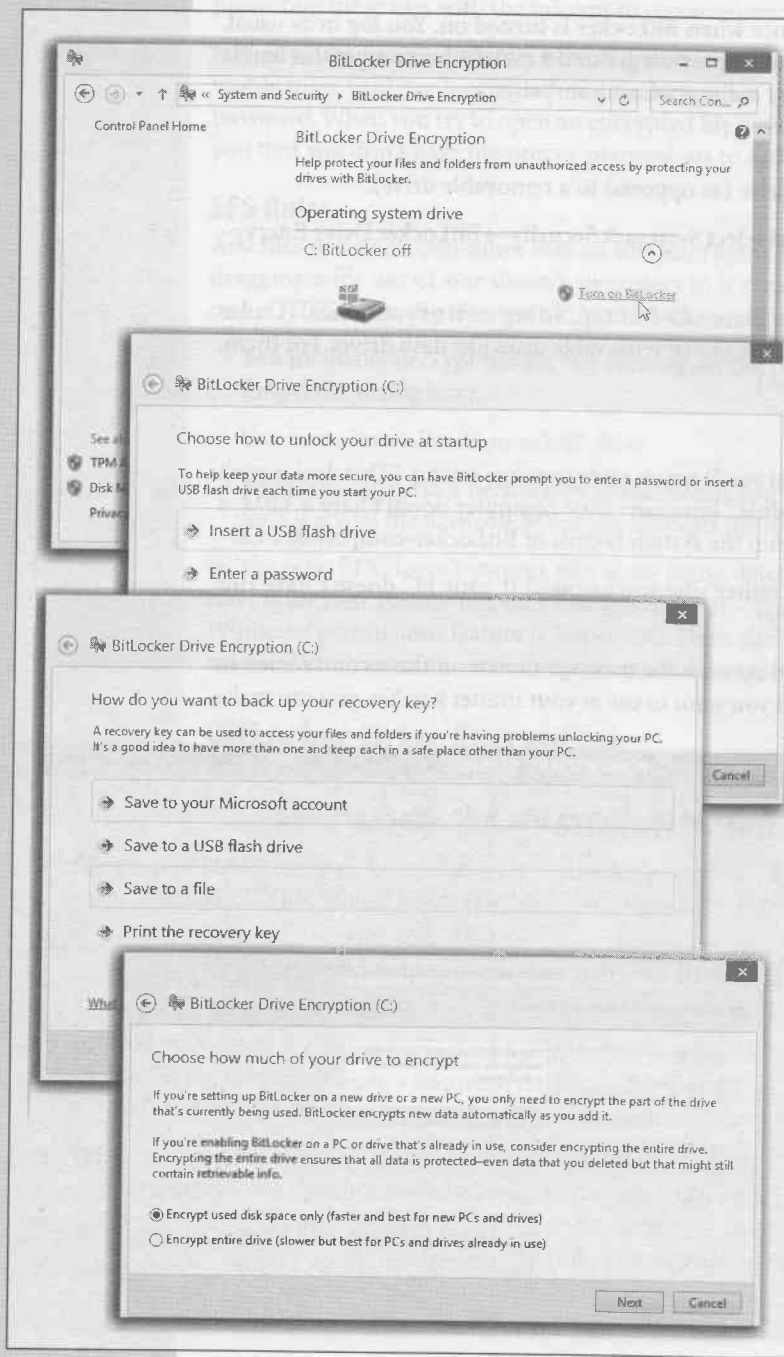 BitLocker Drive Encryption
« System and Security ▸ BitLocker Drive Encryption
Search Con...
Control Panel Home
BitLocker Drive Encryption
Help protect your files and folders from unauthorized access by protecting your
drives with BitLocker.
Operating system drive
C: BitLocker off
Turn on BitLocker
See al
TPM A
Disk M
Privac
BitLocker Drive Encryption (C:)
Choose how to unlock your drive at startup
To help keep your data more secure, you can have BitLocker prompt you to enter a password or insert a
USB flash drive each time you start your PC.
Insert a USB flash drive
Enter a password
Cancel
BitLocker Drive Encryption (C:)
How do you want to back up your recovery key?
A recovery key can be used to access your files and folders if you're having problems unlocking your PC.
It's a good idea to have more than one and keep each in a safe place other than your PC.
Save to your Microsoft account
Save to a USB flash drive
Save to a file
Print the recovery key
What
BitLocker Drive Encryption (C:)
Choose how much of your drive to encrypt
If you're setting up BitLocker on a new drive or a new PC, you only need to encrypt the part of the drive
that's currently being used. BitLocker encrypts new data automatically as you add it.
If you're enabling BitLocker on a PC or drive that's already in use, consider encrypting the entire drive.
Encrypting the entire drive ensures that all data is protected–even data that you deleted but that might still
contain retrievable info.
Encrypt used disk space only (faster and best for new PCs and drives)
Encrypt entire drive (slower but best for PCs and drives already in use)
Next
Cancel